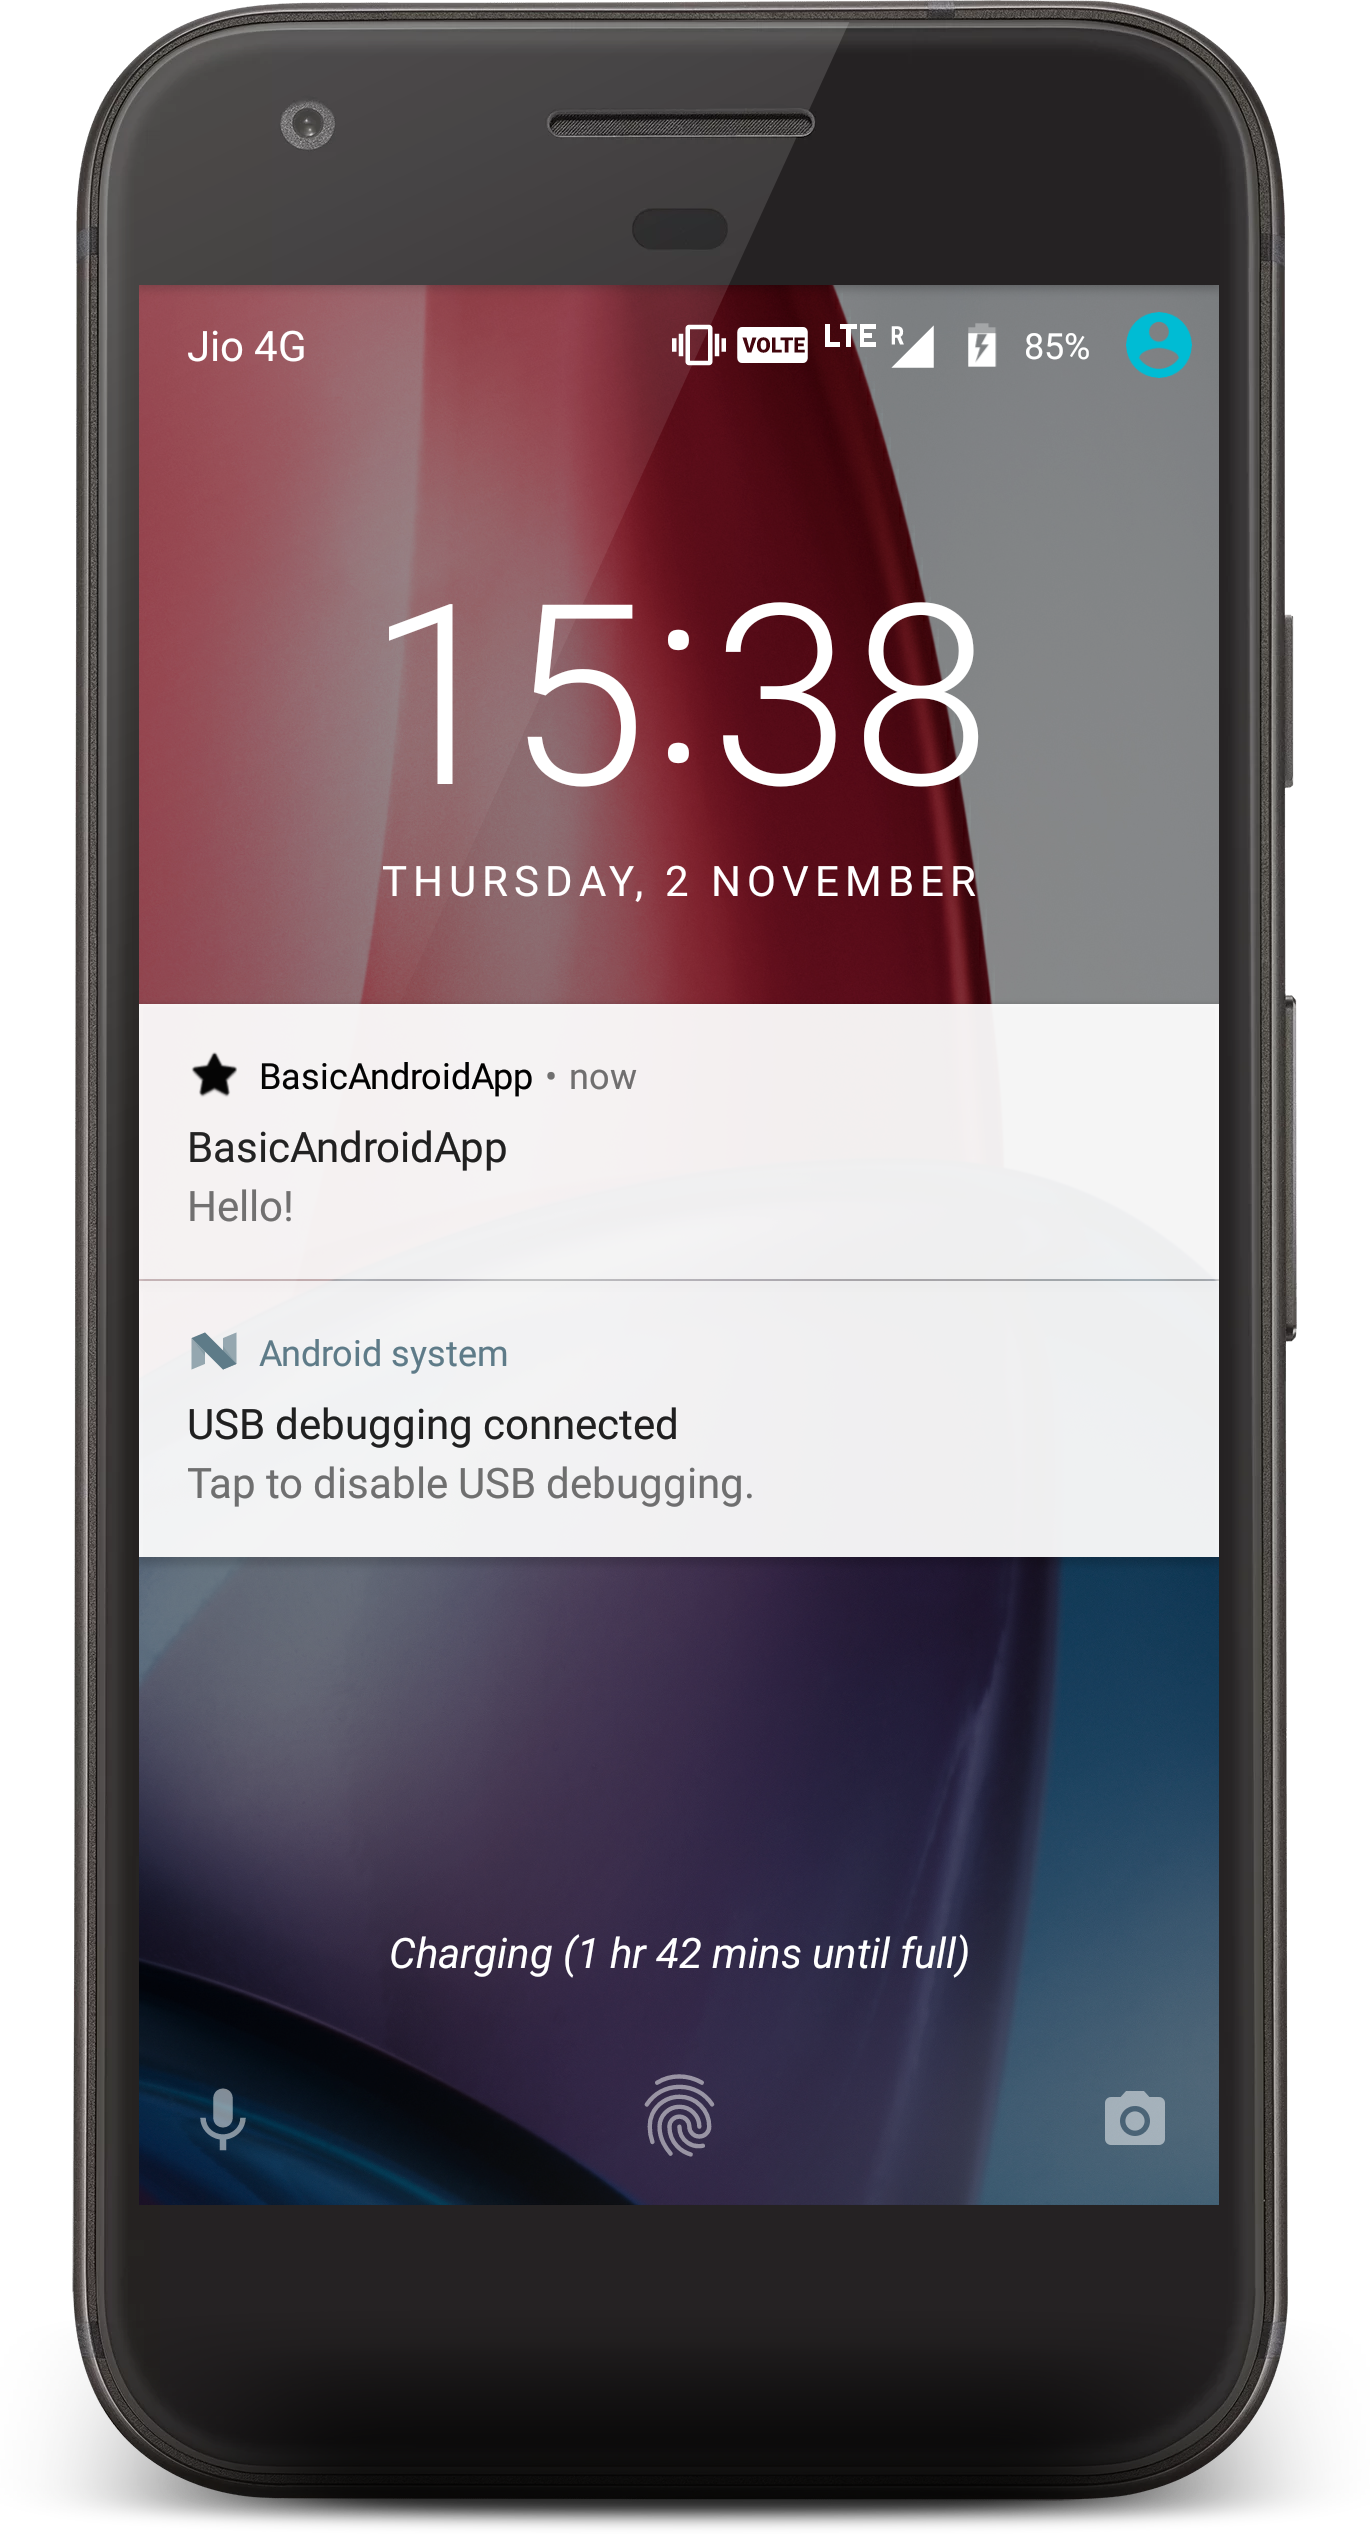 Jio 4G VOLTE LTE R 85%
15:38
THURSDAY, 2 NOVEMBER
BasicAndroidApp • now
BasicAndroidApp
Hello!
Android system
USB debugging connected
Tap to disable USB debugging.
Charging (1 hr 42 mins until full)